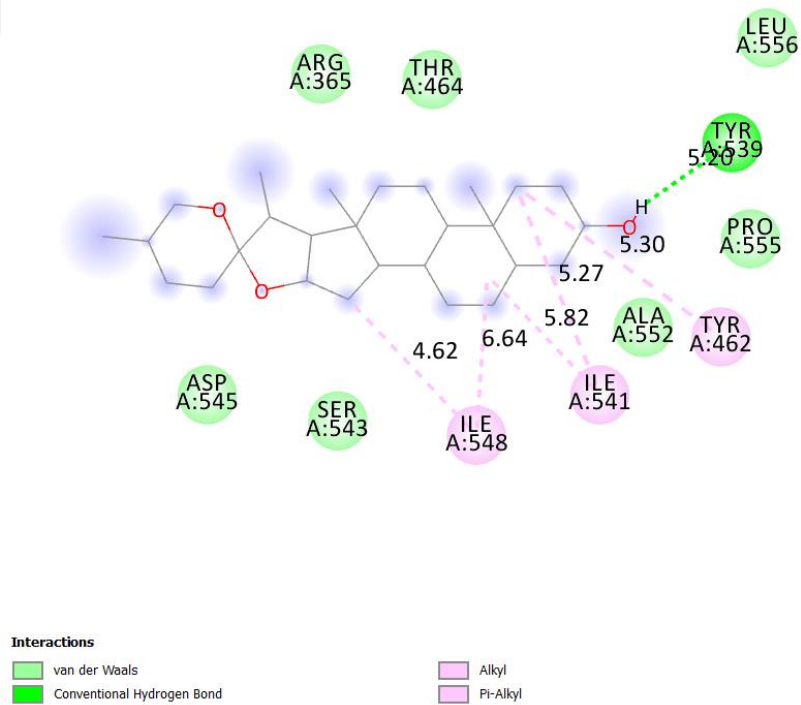 LEU
A:556
ARG
A:365
THR
A:464
TYR
A:539
5.20
H
O
O
PRO
A:555
5.30
5.27
O
5.82
ALA
A:552
TYR
A:462
4.62
6.64
ASP
A:545
SER
A:543
ILE
A:548
ILE
A:541
Interactions
van der Waals
Conventional Hydrogen Bond
Alkyl
Pi-Alkyl